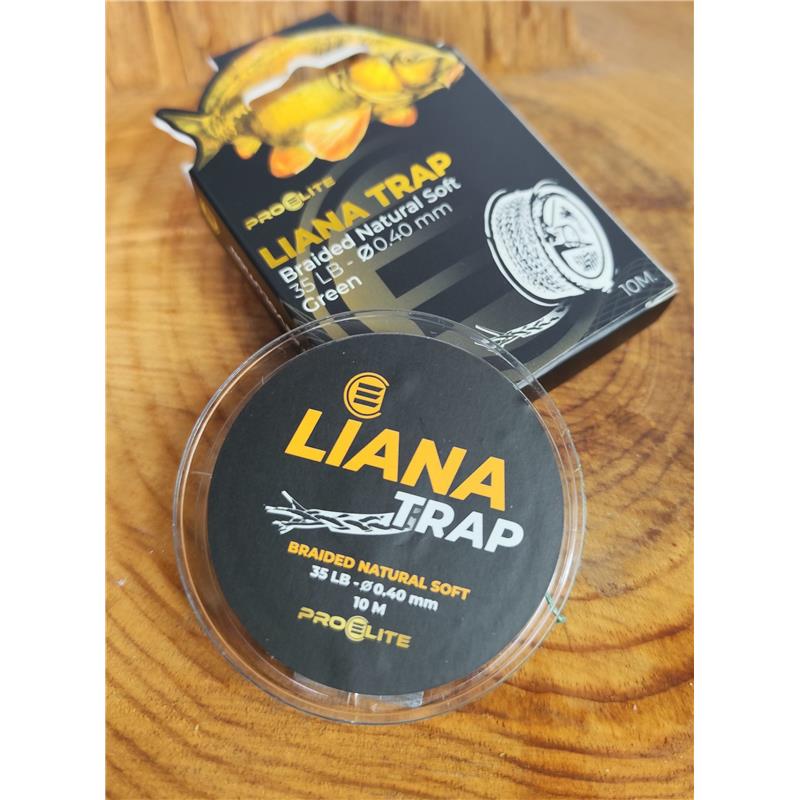 PROELITE
LIANA TRAP
Braided Natural Soft
35 LB - Ø0.40 mm
Green
10M.
LIANA
TRAP
BRAIDED NATURAL SOFT
35 LB - Ø 0.40 mm
10 M
PROELITE